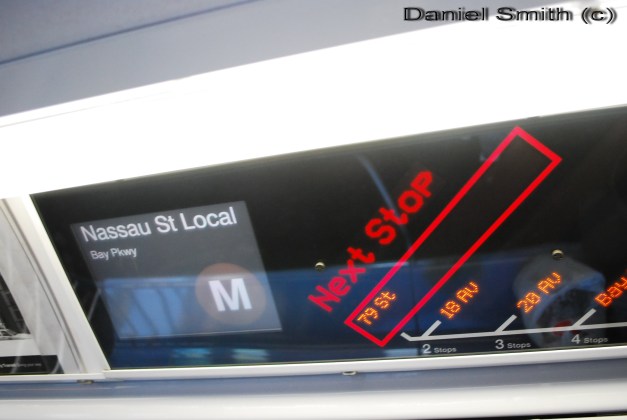 Daniel Smith (c)
Nassau St Local
Bay Pkwy
M
Next Stop
79 St
18 Av
20 Av
Bay
2 Stops
3 Stops
4 Stops